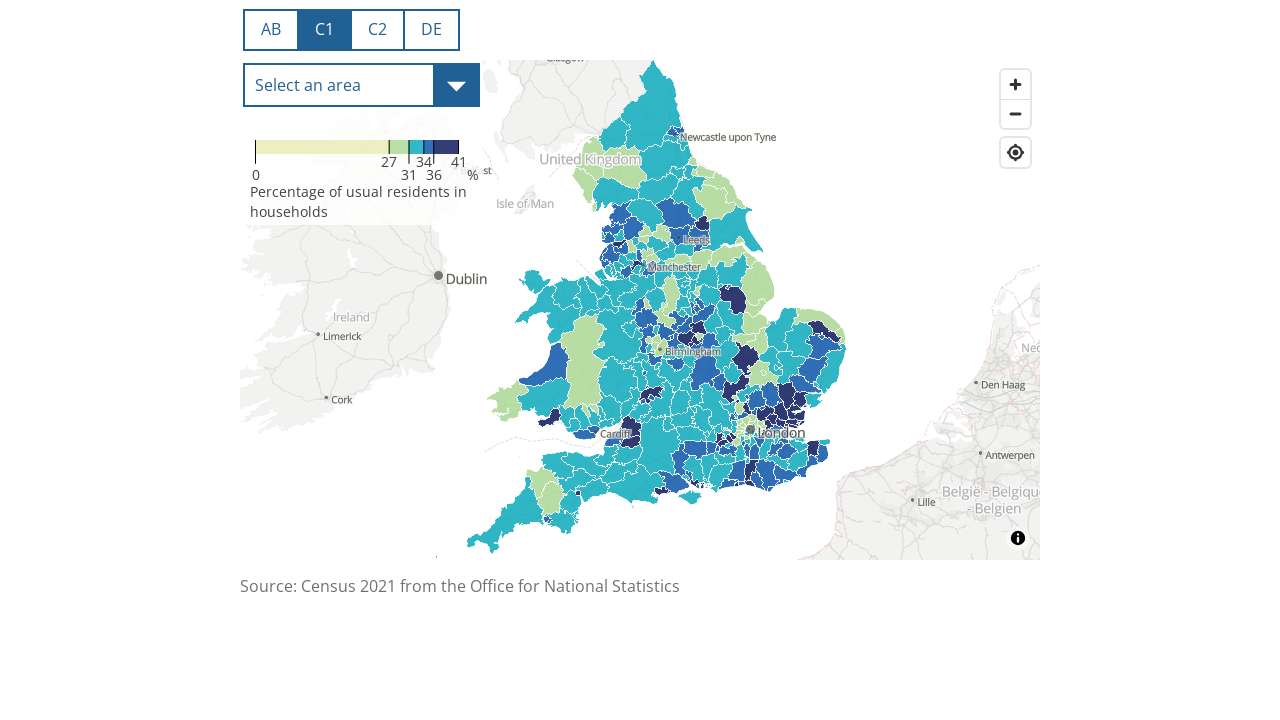 AB C1 C2 DE
Select an area
27 34 41
0 31 36 %
Percentage of usual residents in
households
Newcastle upon Tyne
United Kingdom
st
Isle of Man
Leeds
Manchester
Dublin
Ireland
Limerick
Birmingham
Cork
Den Haag
Cardiff
London
Antwerpen
België - Belgique
- Belgien
Lille
Source: Census 2021 from the Office for National Statistics